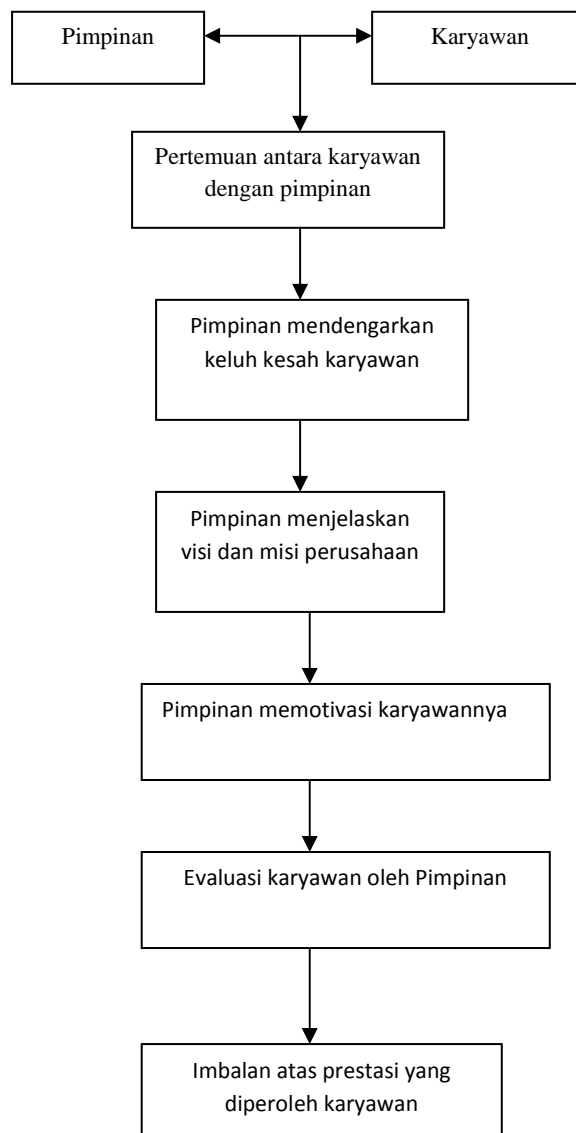 Pimpinan
Karyawan
Pertemuan antara karyawan
dengan pimpinan
Pimpinan mendengarkan
keluh kesah karyawan
Pimpinan menjelaskan
visi dan misi perusahaan
Pimpinan memotivasi karyawannya
Evaluasi karyawan oleh Pimpinan
Imbalan atas prestasi yang
diperoleh karyawan